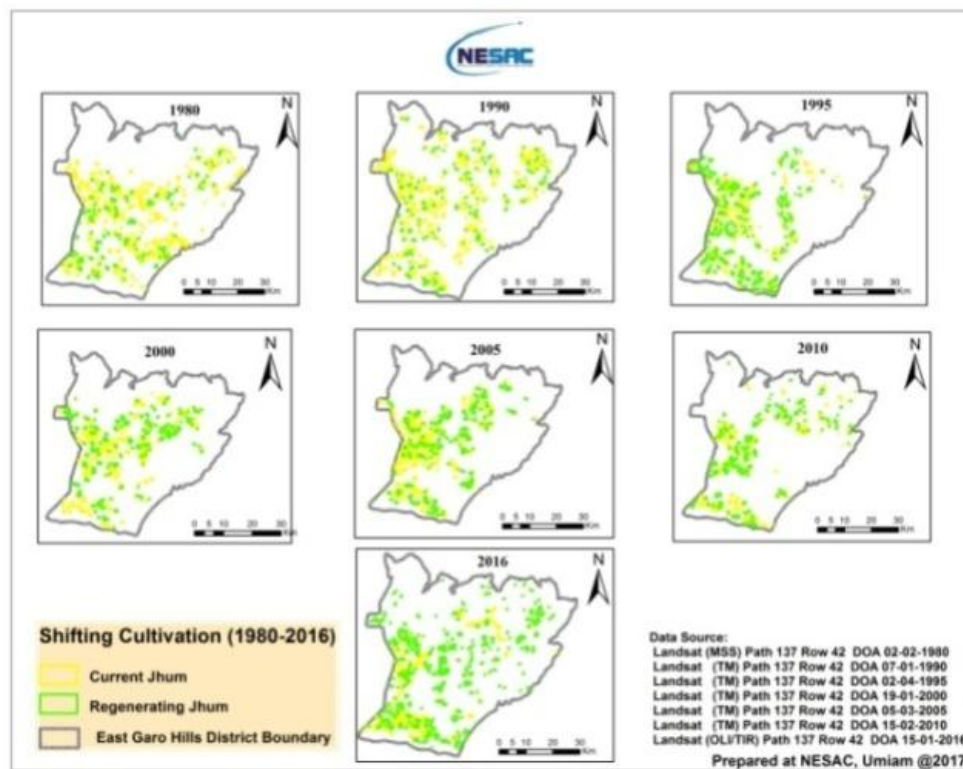 NESAC
1980
N
0 5 10 20 30
Km
1990
N
0 5 10 20 30
Km
1995
N
0 5 10 20 30
Km
2000
N
0 5 10 20 30
Km
2005
N
0 5 10 20 30
Km
2010
N
0 5 10 20 30
Km
2016
N
0 5 10 20 30
Km
Shifting Cultivation (1980-2016)
Current Jhum
Regenerating Jhum
East Garo Hills District Boundary
Data Source:
Landsat (MSS) Path 137 Row 42 DOA 02-02-1980
Landsat (TM) Path 137 Row 42 DOA 07-01-1990
Landsat (TM) Path 137 Row 42 DOA 02-04-1995
Landsat (TM) Path 137 Row 42 DOA 19-01-2000
Landsat (TM) Path 137 Row 42 DOA 05-03-2005
Landsat (TM) Path 137 Row 42 DOA 15-02-2010
Landsat (OLI/TIR) Path 137 Row 42 DOA 15-01-2016
Prepared at NESAC, Umiam @2017